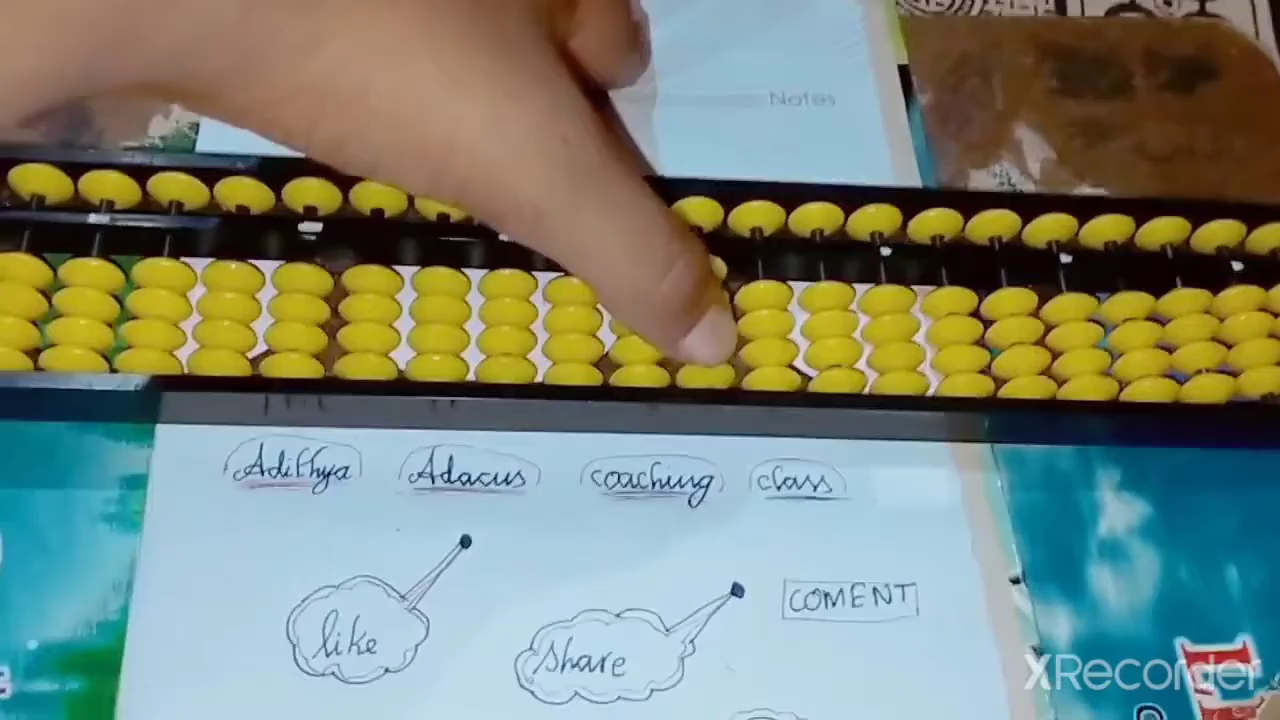 Notes
Adithya Adacus coaching class
like
share
COMENT
XRecorder